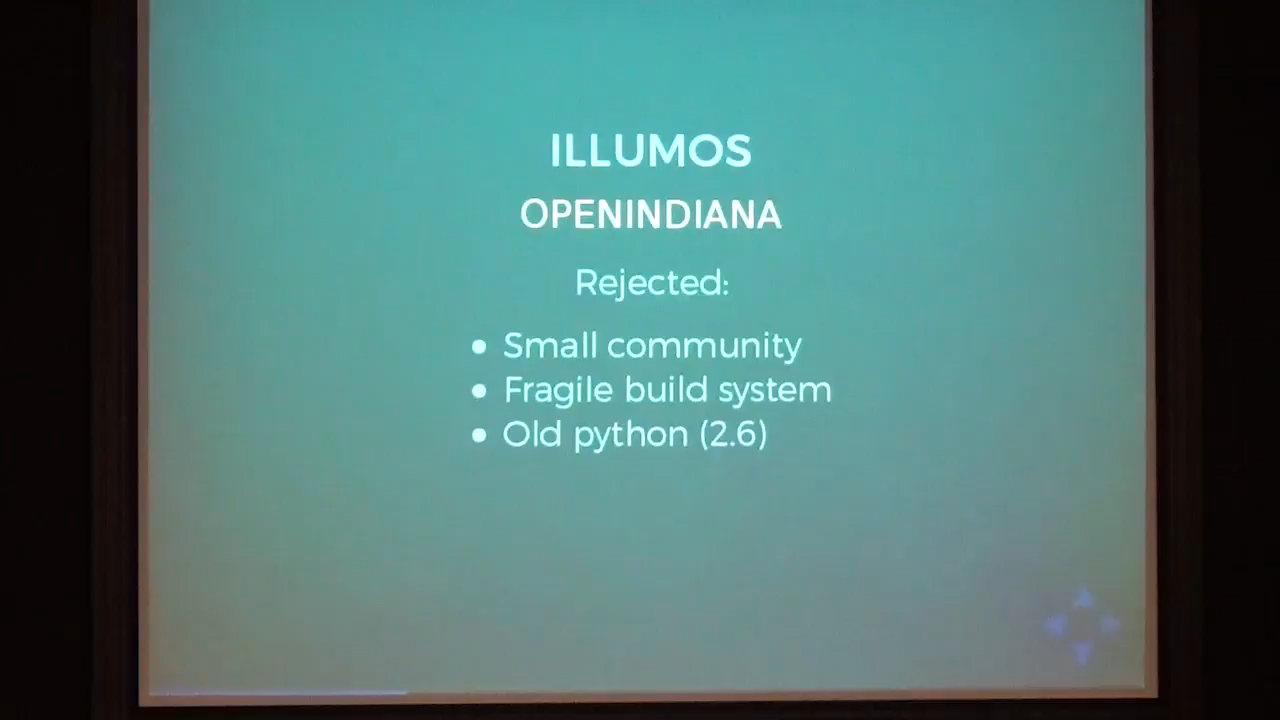 ILLUMOS
OPENINDIANA
Rejected:
• Small community
• Fragile build system
• Old python (2.6)